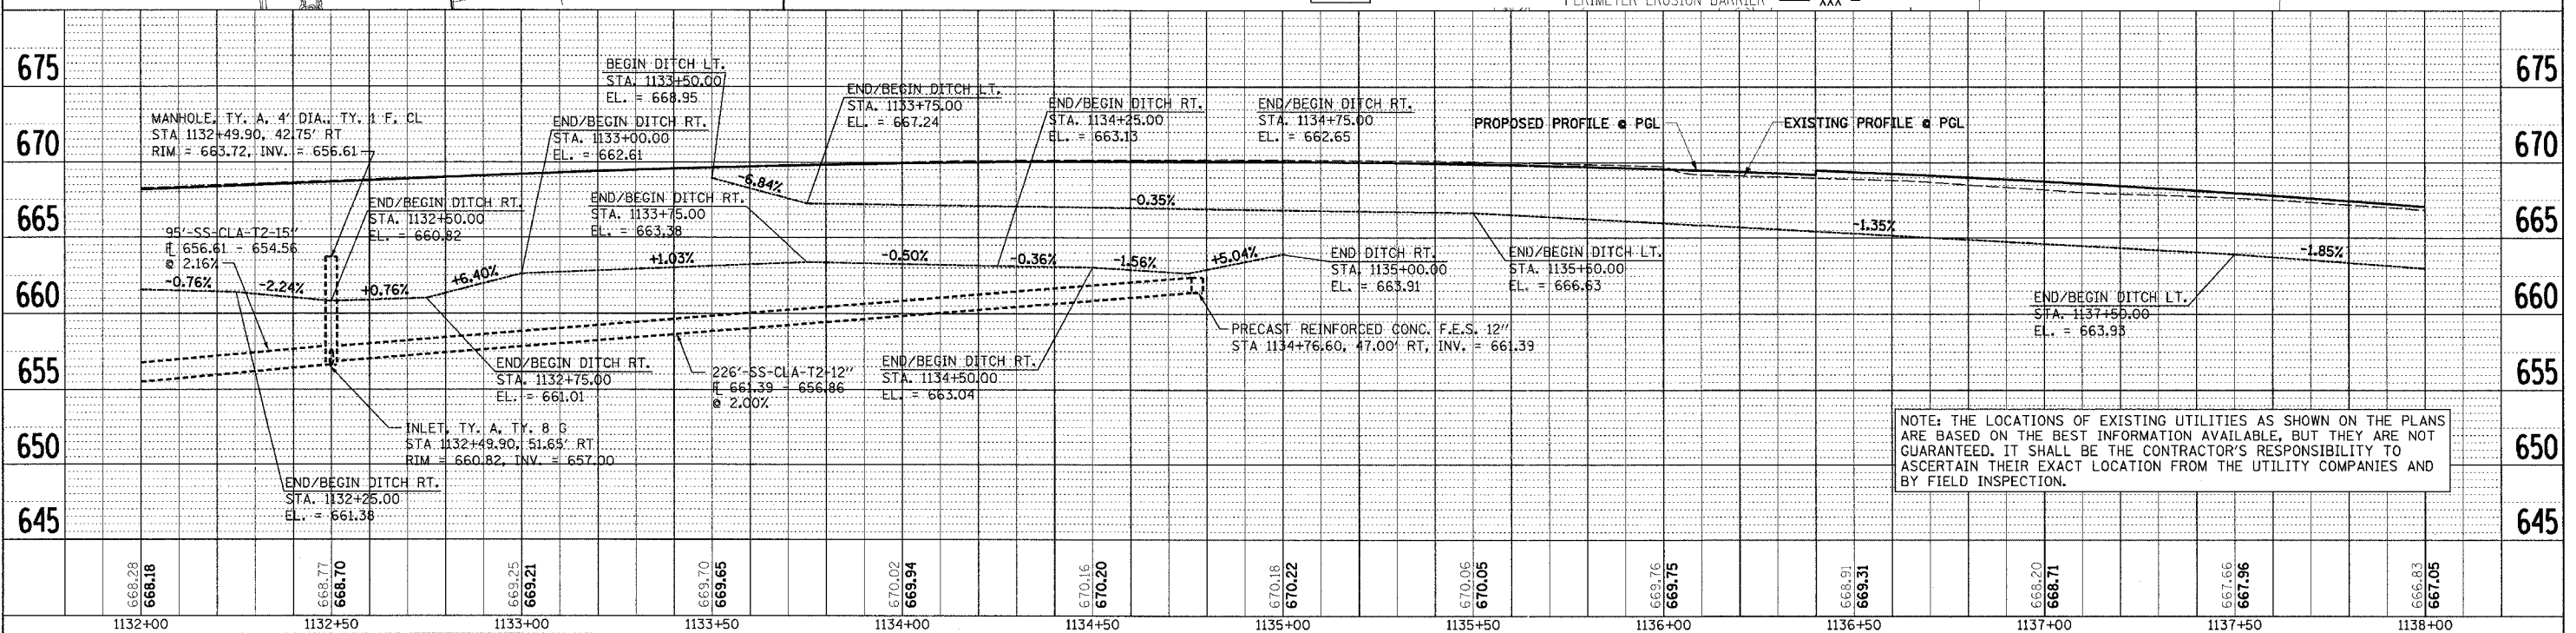 PERIMETER EROSION BARRIER
XXX
675
670
665
660
655
650
645
675
670
665
660
655
650
645
MANHOLE, TY. A, 4' DIA., TY. 1 F, CL
STA 1132+49.90, 42.75' RT
RIM = 663.72, INV. = 656.61
95'-SS-CLA-T2-15"
FL 656.61 - 654.56
@ 2.16%
END/BEGIN DITCH RT.
STA. 1132+50.00
EL. = 660.82
BEGIN DITCH LT.
STA. 1133+50.00
EL. = 668.95
END/BEGIN DITCH RT.
STA. 1133+00.00
EL. = 662.61
END/BEGIN DITCH RT.
STA. 1133+75.00
EL. = 663.38
END/BEGIN DITCH LT.
STA. 1133+75.00
EL. = 667.24
END/BEGIN DITCH RT.
STA. 1134+25.00
EL. = 663.13
END/BEGIN DITCH RT.
STA. 1134+75.00
EL. = 662.65
PROPOSED PROFILE @ PGL
EXISTING PROFILE @ PGL
-6.84%
-0.35%
-1.35%
-1.85%
-0.76%
-2.24%
+0.76%
+6.40%
+1.03%
-0.50%
-0.36%
-1.56%
+5.04%
END DITCH RT.
STA. 1135+00.00
EL. = 663.91
END/BEGIN DITCH LT.
STA. 1135+50.00
EL. = 666.63
END/BEGIN DITCH LT.
STA. 1137+50.00
EL. = 663.93
PRECAST REINFORCED CONC. F.E.S. 12"
STA 1134+76.60, 47.00' RT, INV. = 661.39
END/BEGIN DITCH RT.
STA. 1132+75.00
EL. = 661.01
226'-SS-CLA-T2-12"
FL 661.39 - 656.86
@ 2.00%
END/BEGIN DITCH RT.
STA. 1134+50.00
EL. = 663.04
INLET, TY. A, TY. 8 G
STA 1132+49.90, 51.65' RT
RIM = 660.82, INV. = 657.00
END/BEGIN DITCH RT.
STA. 1132+25.00
EL. = 661.38
NOTE: THE LOCATIONS OF EXISTING UTILITIES AS SHOWN ON THE PLANS
ARE BASED ON THE BEST INFORMATION AVAILABLE, BUT THEY ARE NOT
GUARANTEED. IT SHALL BE THE CONTRACTOR'S RESPONSIBILITY TO
ASCERTAIN THEIR EXACT LOCATION FROM THE UTILITY COMPANIES AND
BY FIELD INSPECTION.
668.28
668.18
668.77
668.70
669.25
669.21
669.70
669.65
670.02
669.94
670.16
670.20
670.18
670.22
670.06
670.05
669.76
669.75
668.91
669.31
668.20
668.71
667.66
667.96
666.83
667.05
1132+00
1132+50
1133+00
1133+50
1134+00
1134+50
1135+00
1135+50
1136+00
1136+50
1137+00
1137+50
1138+00